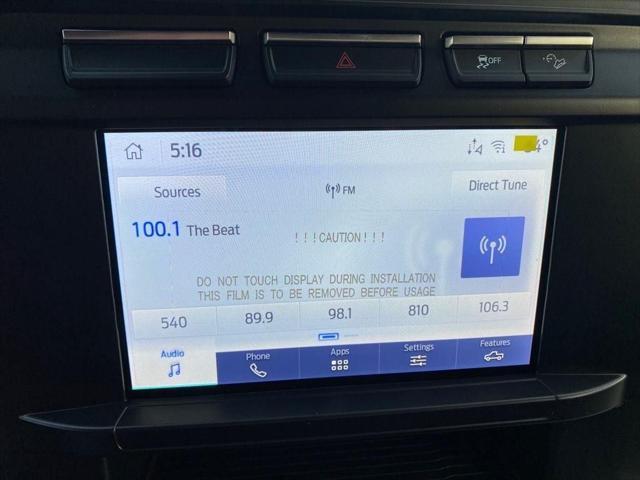 OFF
5:16
4°
Sources
FM
Direct Tune
100.1 The Beat
! ! ! CAUTION ! ! !
DO NOT TOUCH DISPLAY DURING INSTALLATION
THIS FILM IS TO BE REMOVED BEFORE USAGE
540 89.9 98.1 810 106.3
Audio Phone Apps Settings Features